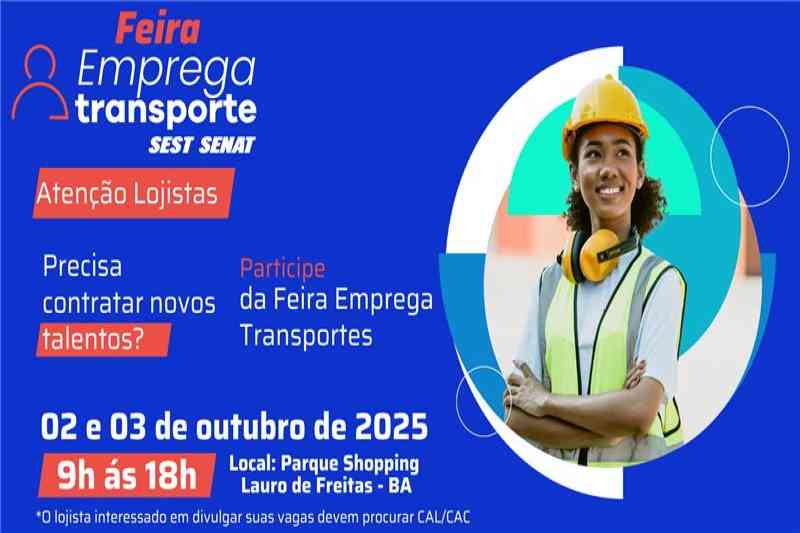 Feira
Emprega
transporte
SEST SENAT
Atenção Lojistas
Precisa
contratar novos
talentos?
Participe
da Feira Emprega
Transportes
02 e 03 de outubro de 2025
9h ás 18h
Local: Parque Shopping
Lauro de Freitas - BA
*O lojista interessado em divulgar suas vagas devem procurar CAL/CAC